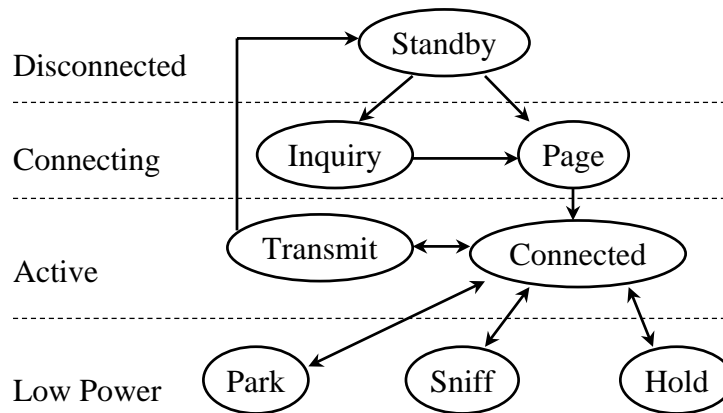 Standby
Disconnected
Inquiry
Page
Connecting
Transmit
Connected
Active
Park
Sniff
Hold
Low Power